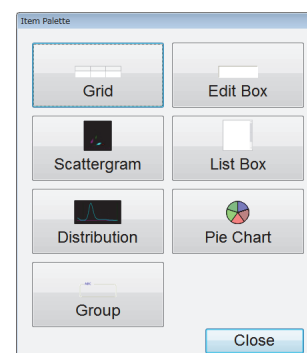 Item Palette
Grid
Edit Box
Scattergram
List Box
Distribution
Pie Chart
Group
Close